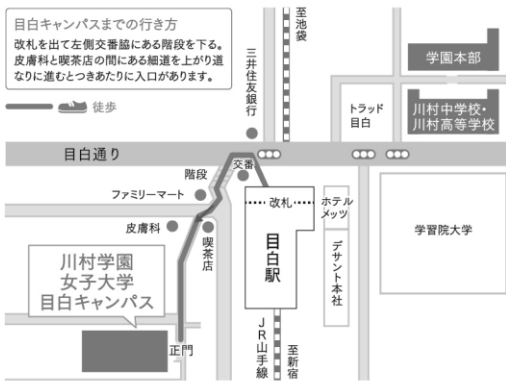 目白キャンパスまでの行き方
改札を出て左側交番脇にある階段を下る。
皮膚科と喫茶店の間にある細道を上がり道
なりに進むとつきあたりに入口があります。
徒歩
至池袋
三井住友銀行
学園本部
トラッド
目白
川村中学校・
川村高等学校
目白通り
交番
階段
ファミリーマート
改札
ホテル
メッツ
皮膚科
喫茶店
目白駅
デサント本社
学習院大学
川村学園
女子大学
目白キャンパス
正門
JR山手線
至新宿